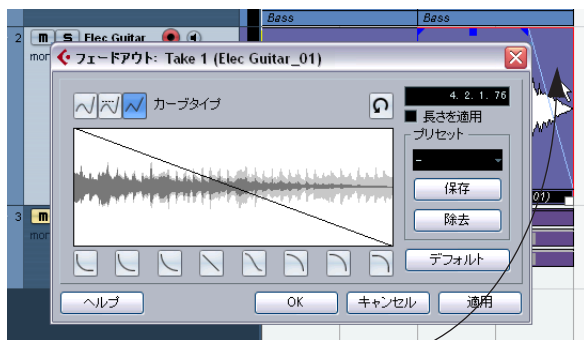 Bass Bass
2 m S Elec Guitar
mon
フェードアウト: Take 1 (Elec Guitar_01)
カーブタイプ
4. 2. 1. 76
長さを適用
プリセット
-
保存
除去
デフォルト
01)
3 m
mon
ヘルプ OK キャンセル 適用